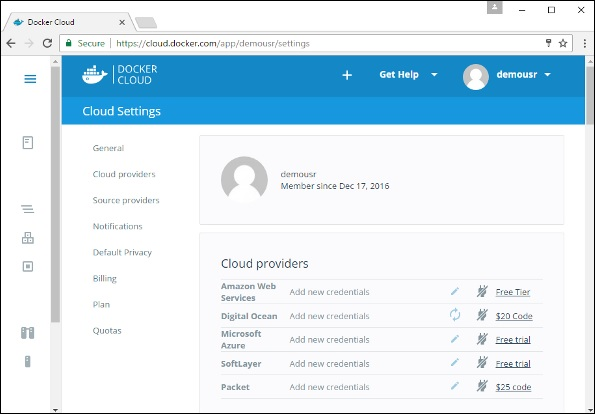 Docker Cloud
Secure https://cloud.docker.com/app/demousr/settings
DOCKER
CLOUD
Get Help
demousr
Cloud Settings
General
Cloud providers
Source providers
Notifications
Default Privacy
Billing
Plan
Quotas
demousr
Member since Dec 17, 2016
Cloud providers
Amazon Web
Services
Add new credentials
Free Tier
Digital Ocean
Add new credentials
$20 Code
Microsoft
Azure
Add new credentials
Free trial
SoftLayer
Add new credentials
Free trial
Packet
Add new credentials
$25 code